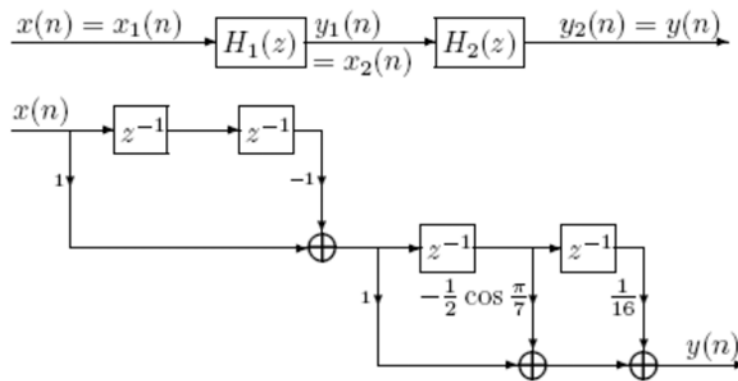 x(n) = x₁(n) H₁(z) y₁(n) H₂(z) y₂(n) = y(n)
= x₂(n)
x(n)
z⁻¹ z⁻¹
1 -1
z⁻¹ z⁻¹
1 -½ cos π/7 1/16
y(n)